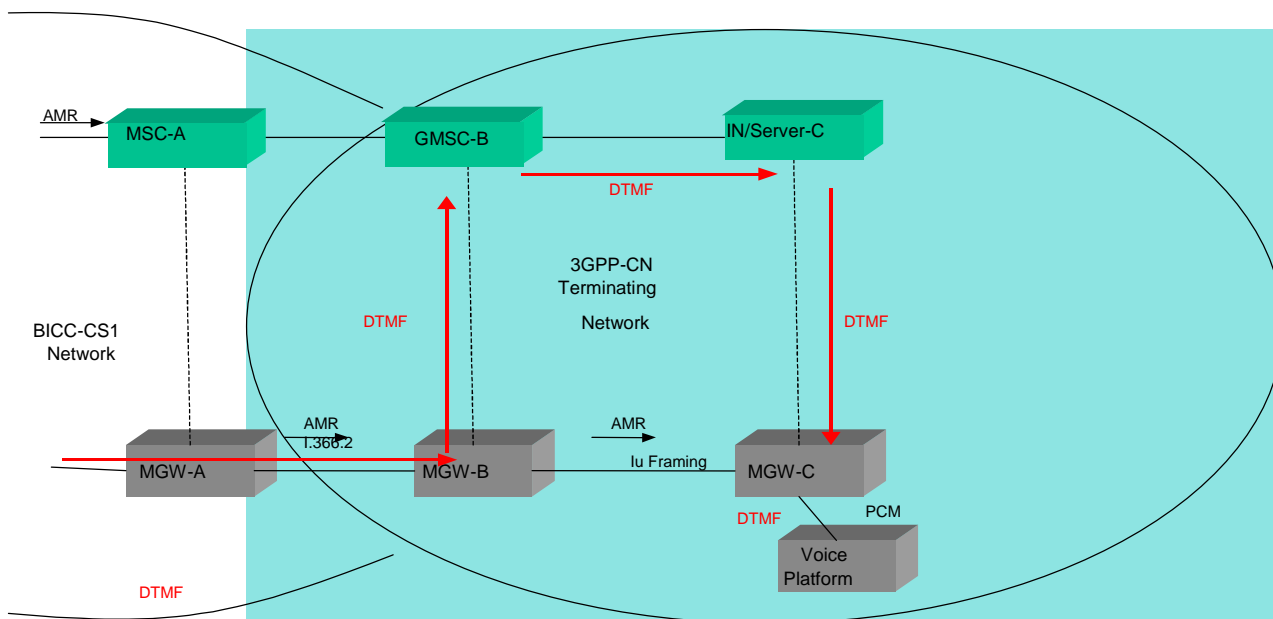 AMR
MSC-A
GMSC-B
IN/Server-C
DTMF
3GPP-CN
Terminating
Network
BICC-CS1
Network
DTMF
DTMF
AMR
I.366.2
AMR
MGW-A
MGW-B
Iu Framing
MGW-C
DTMF
PCM
Voice
Platform
DTMF